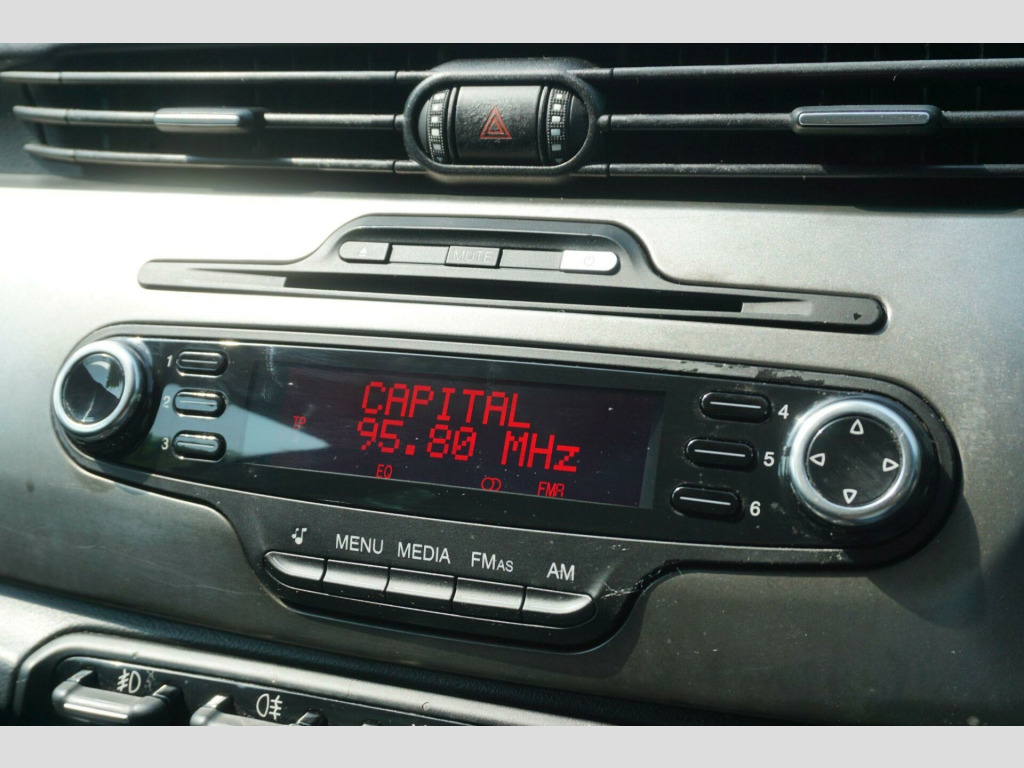 MUTE
1
2
3
CAPITAL
95.80 MHz
TP
EQ
FMR
4
5
6
MENU MEDIA FMAS AM